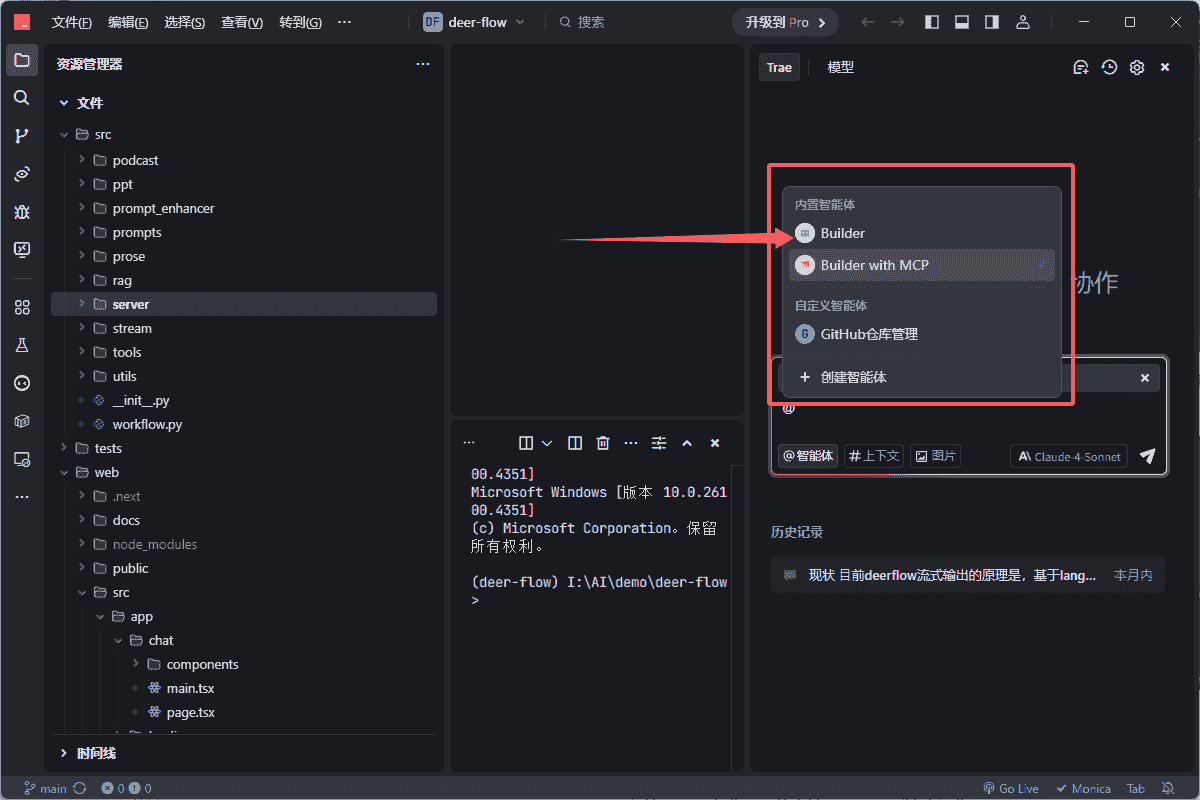 文件(F) 编辑(E) 选择(S) 查看(V) 转到(G) ··· DF deer-flow 搜索 升级到 Pro
资源管理器 ···
文件
src
podcast
ppt
prompt_enhancer
prompts
prose
rag
server
stream
tools
utils
__init__.py
workflow.py
tests
web
.next
docs
node_modules
public
src
app
chat
components
main.tsx
page.tsx
时间线
00.4351]
Microsoft Windows [版本 10.0.261
00.4351]
(c) Microsoft Corporation。保留
所有权利。
(deer-flow) I:\AI\demo\deer-flow
>
Trae 模型
内置智能体
Builder
Builder with MCP
自定义智能体
G GitHub仓库管理
+ 创建智能体
协作
@
@智能体 #上下文 图片 Claude-4-Sonnet
历史记录
现状 目前deerflow流式输出的原理是，基于lang... 本月内
main 0 0 Go Live Monica Tab